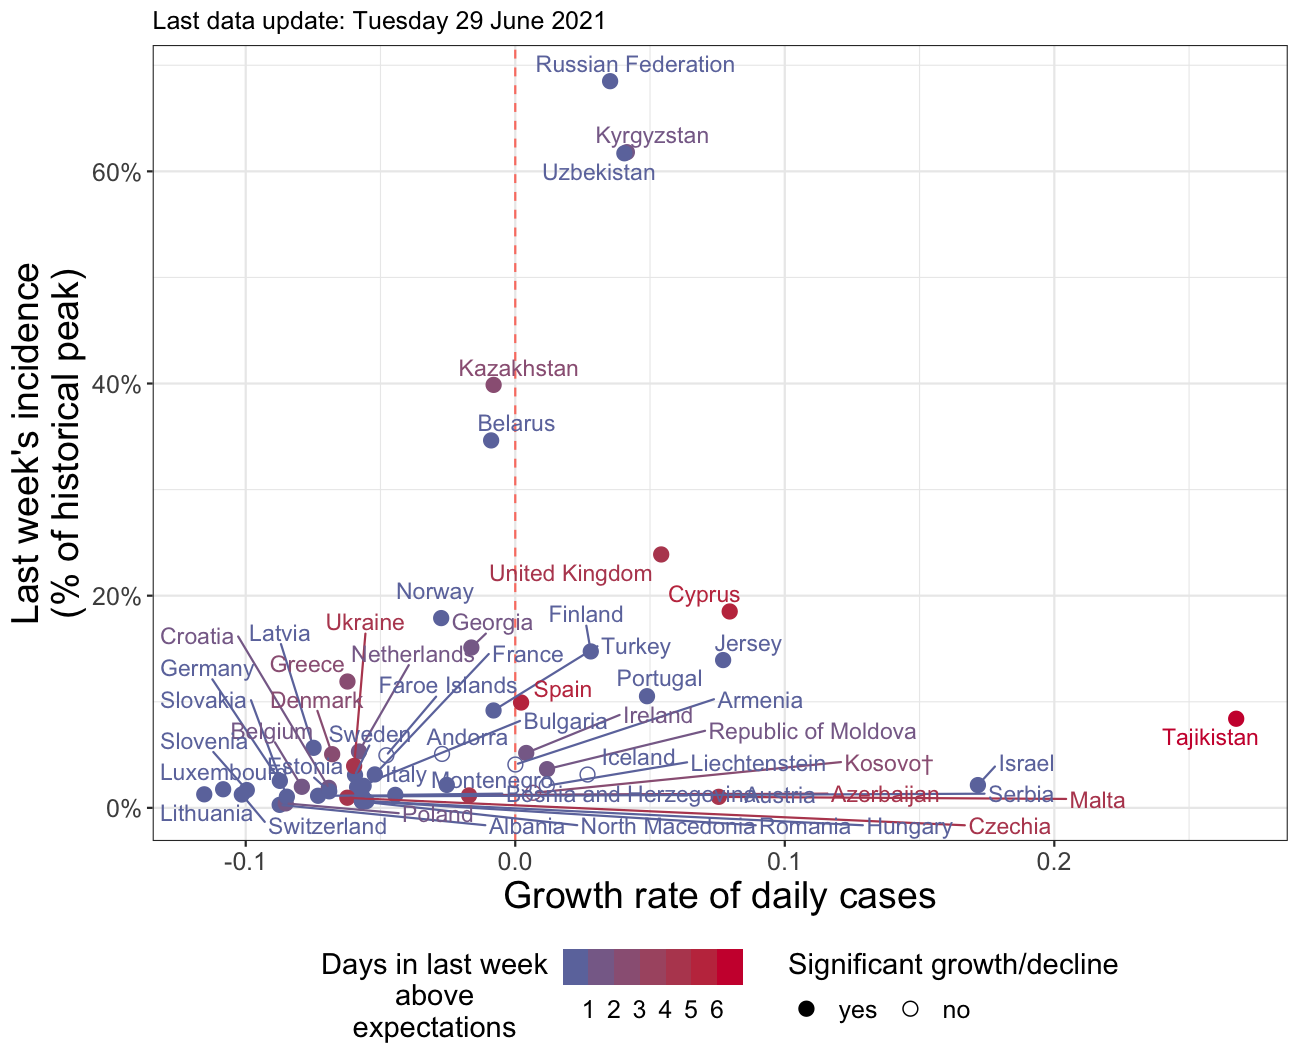 Last data update: Tuesday 29 June 2021
Last week's incidence
(% of historical peak)
60%
40%
20%
0%
Russian Federation
Kyrgyzstan
Uzbekistan
Kazakhstan
Belarus
United Kingdom
Norway
Cyprus
Finland
Ukraine
Georgia
Croatia
Latvia
Turkey
Jersey
Netherlands
France
Germany
Greece
Portugal
Faroe Islands
Spain
Slovakia
Denmark
Armenia
Ireland
Bulgaria
Belgium
Sweden
Andorra
Republic of Moldova
Tajikistan
Slovenia
Iceland
Liechtenstein
Kosovo†
Israel
Luxembourg
Estonia
Italy
Montenegro
Bosnia and Herzegovina
Austria
Azerbaijan
Serbia
Malta
Lithuania
Poland
Switzerland
Albania
North Macedonia
Romania
Hungary
Czechia
-0.1
0.0
0.1
0.2
Growth rate of daily cases
Days in last week
above
expectations
1 2 3 4 5 6
Significant growth/decline
yes
no